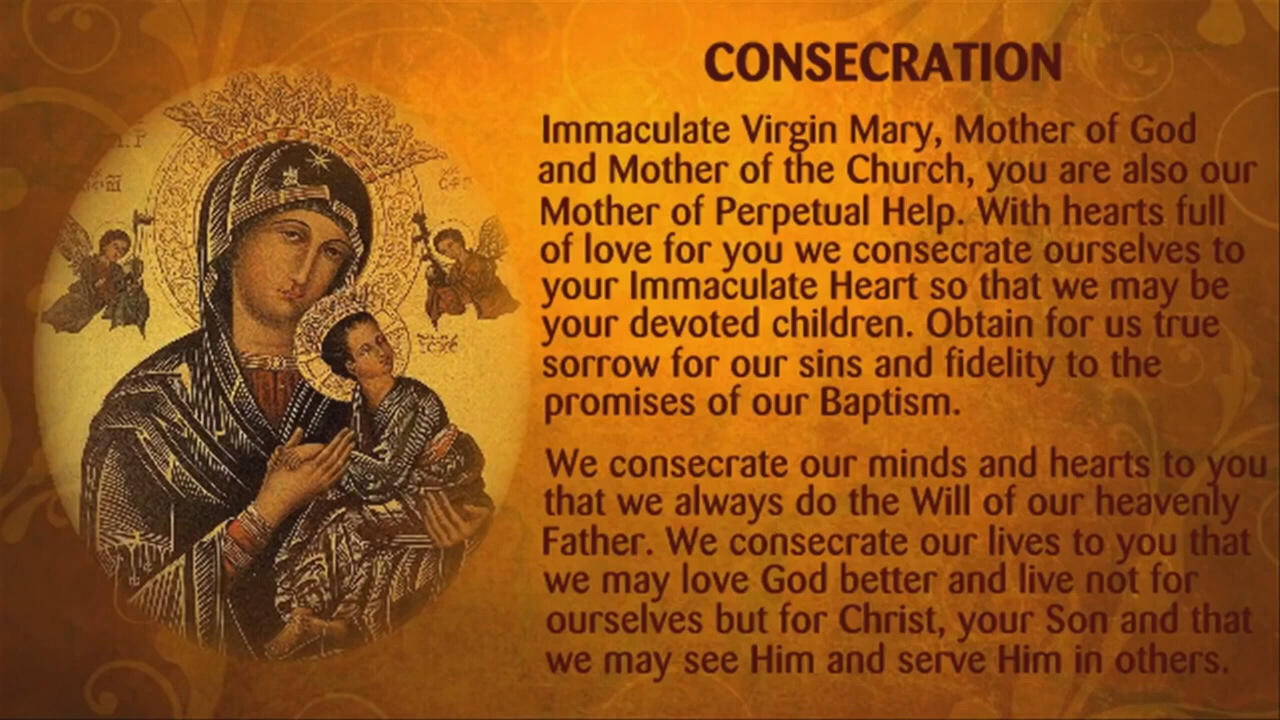 CONSECRATION
Immaculate Virgin Mary, Mother of God
and Mother of the Church, you are also our
Mother of Perpetual Help. With hearts full
of love for you we consecrate ourselves to
your Immaculate Heart so that we may be
your devoted children. Obtain for us true
sorrow for our sins and fidelity to the
promises of our Baptism.
We consecrate our minds and hearts to you
that we always do the Will of our heavenly
Father. We consecrate our lives to you that
we may love God better and live not for
ourselves but for Christ, your Son and that
we may see Him and serve Him in others.